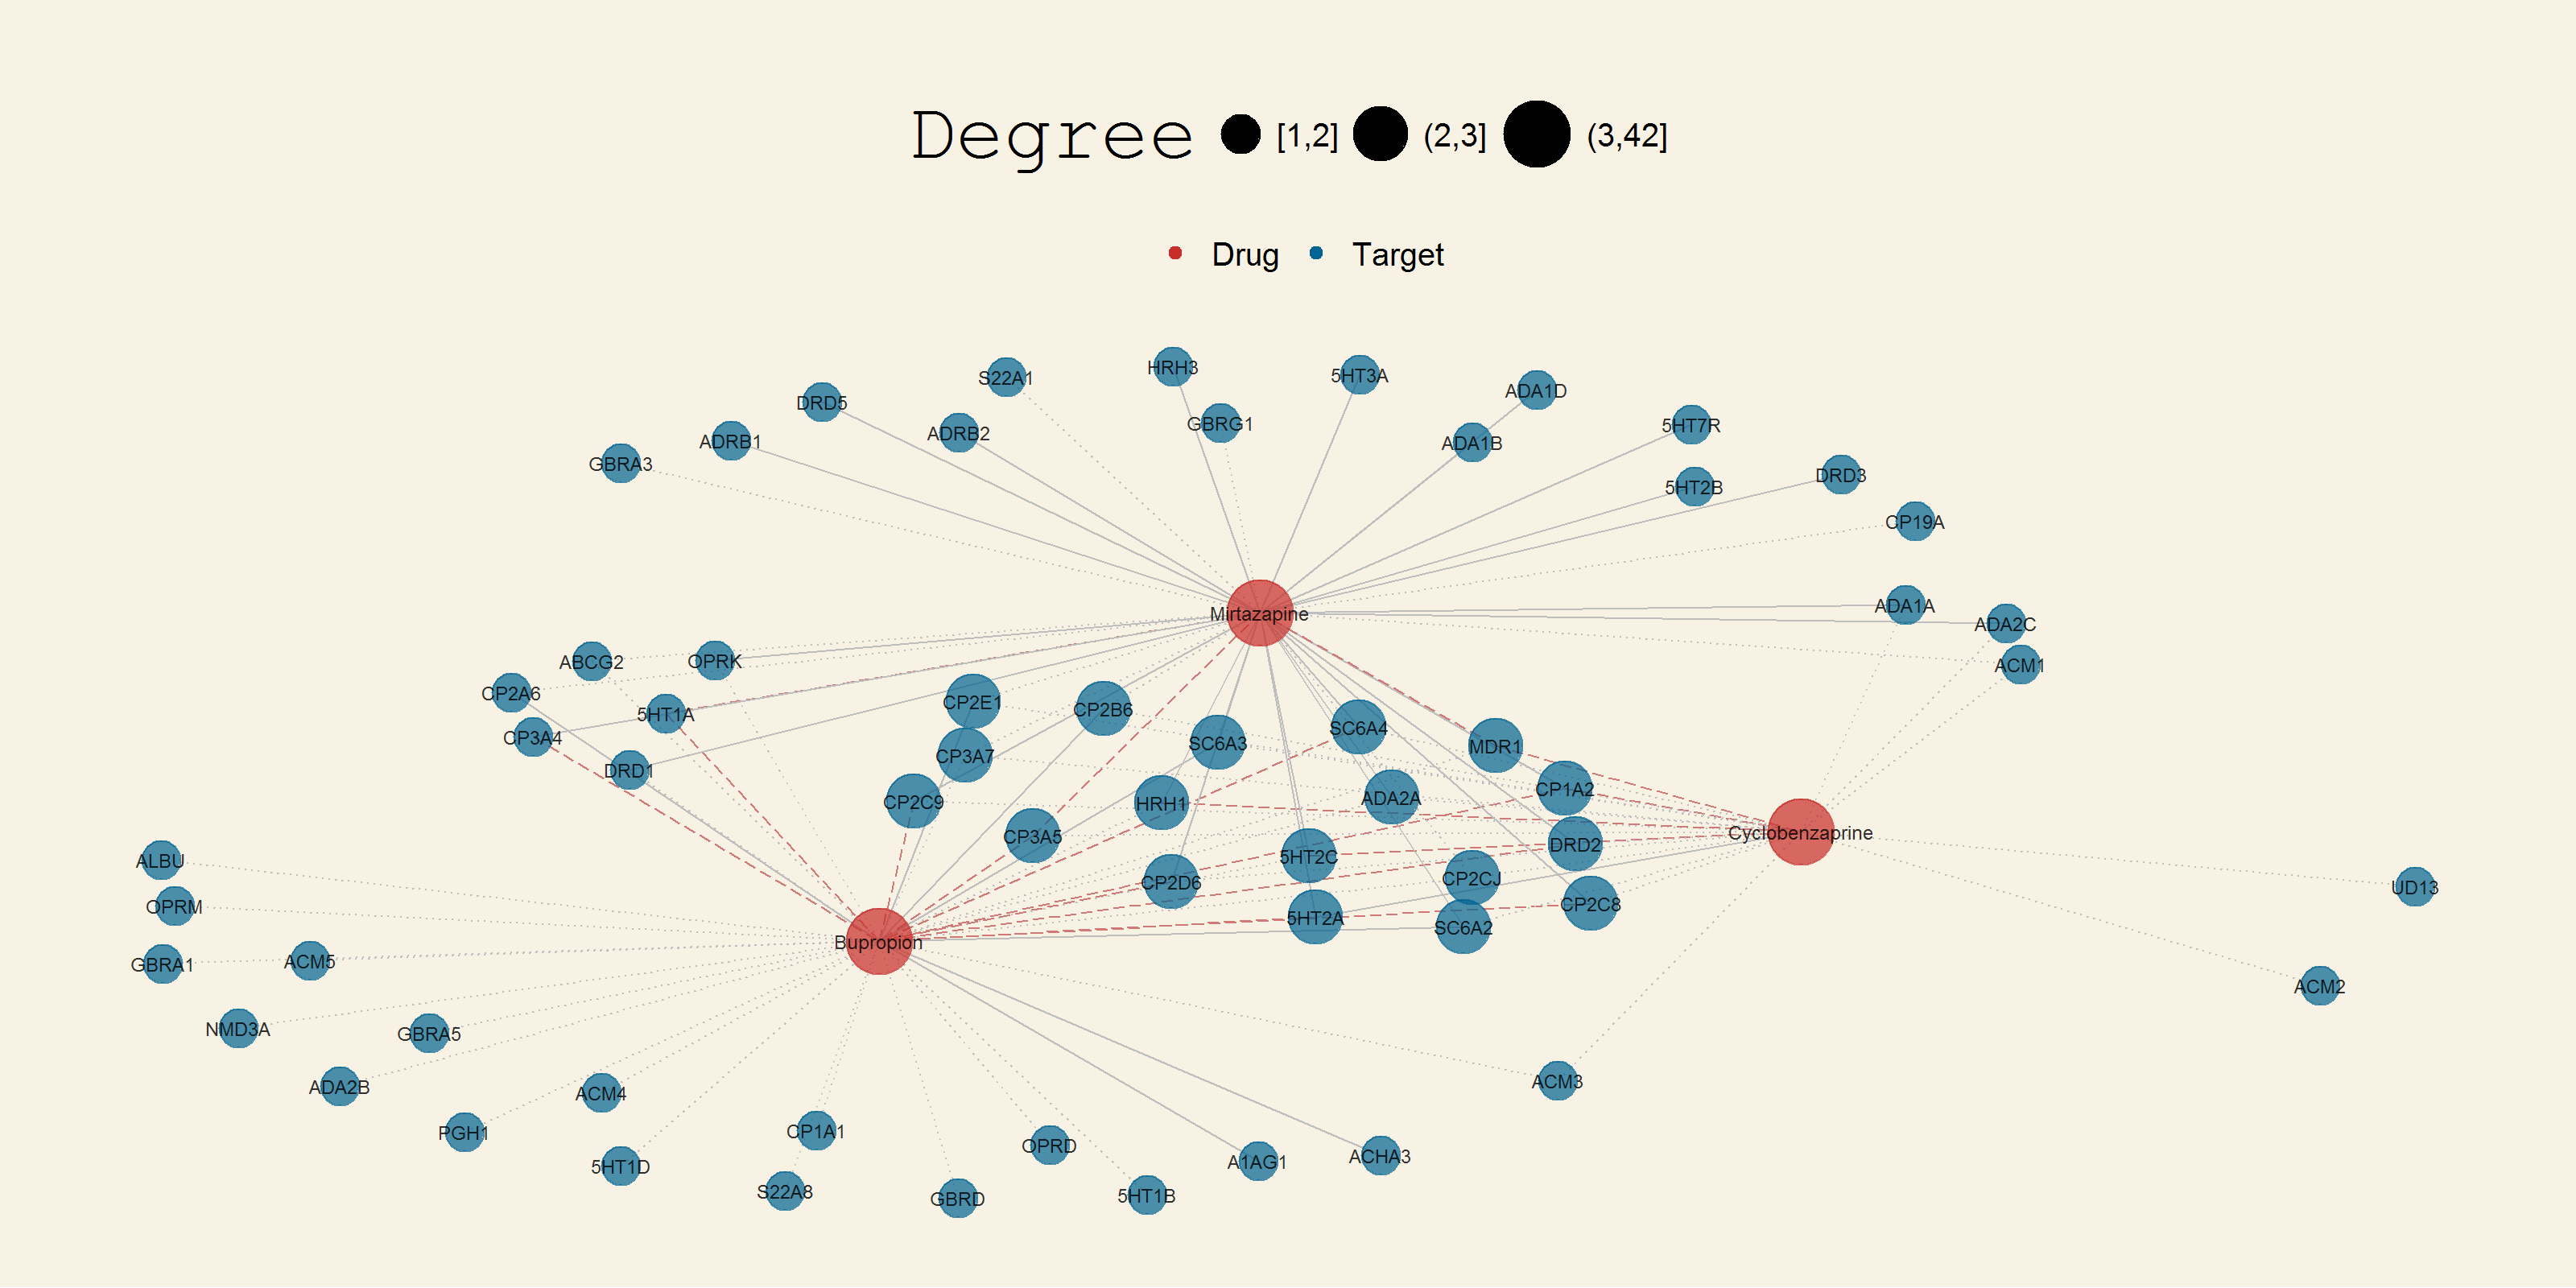 Degree [1,2] (2,3] (3,42]
Drug Target
HRH3
5HT3A
S22A1
ADA1D
DRD5
GBRG1
5HT7R
ADRB2
ADRB1
ADA1B
GBRA3
DRD3
5HT2B
CP19A
ADA1A
Mirtazapine
ADA2C
ABCG2
OPRK
ACM1
CP2A6
CP2E1
CP2B6
5HT1A
SC6A4
CP3A4
SC6A3
MDR1
CP3A7
DRD1
CP1A2
ADA2A
CP2C9
HRH1
Cyclobenzaprine
CP3A5
DRD2
5HT2C
ALBU
CP2CJ
CP2D6
UD13
CP2C8
OPRM
5HT2A
SC6A2
Bupropion
ACM5
GBRA1
ACM2
NMD3A
GBRA5
ACM3
ADA2B
ACM4
CP1A1
PGH1
OPRD
ACHA3
A1AG1
5HT1D
S22A8
5HT1B
GBRD